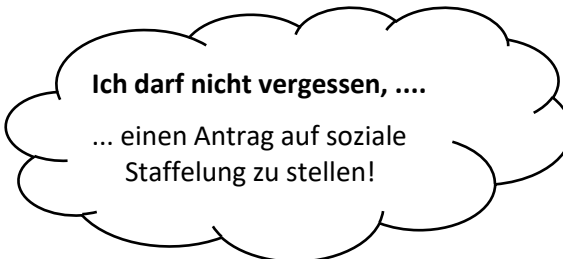 Ich darf nicht vergessen, ....
... einen Antrag auf soziale
Staffelung zu stellen!